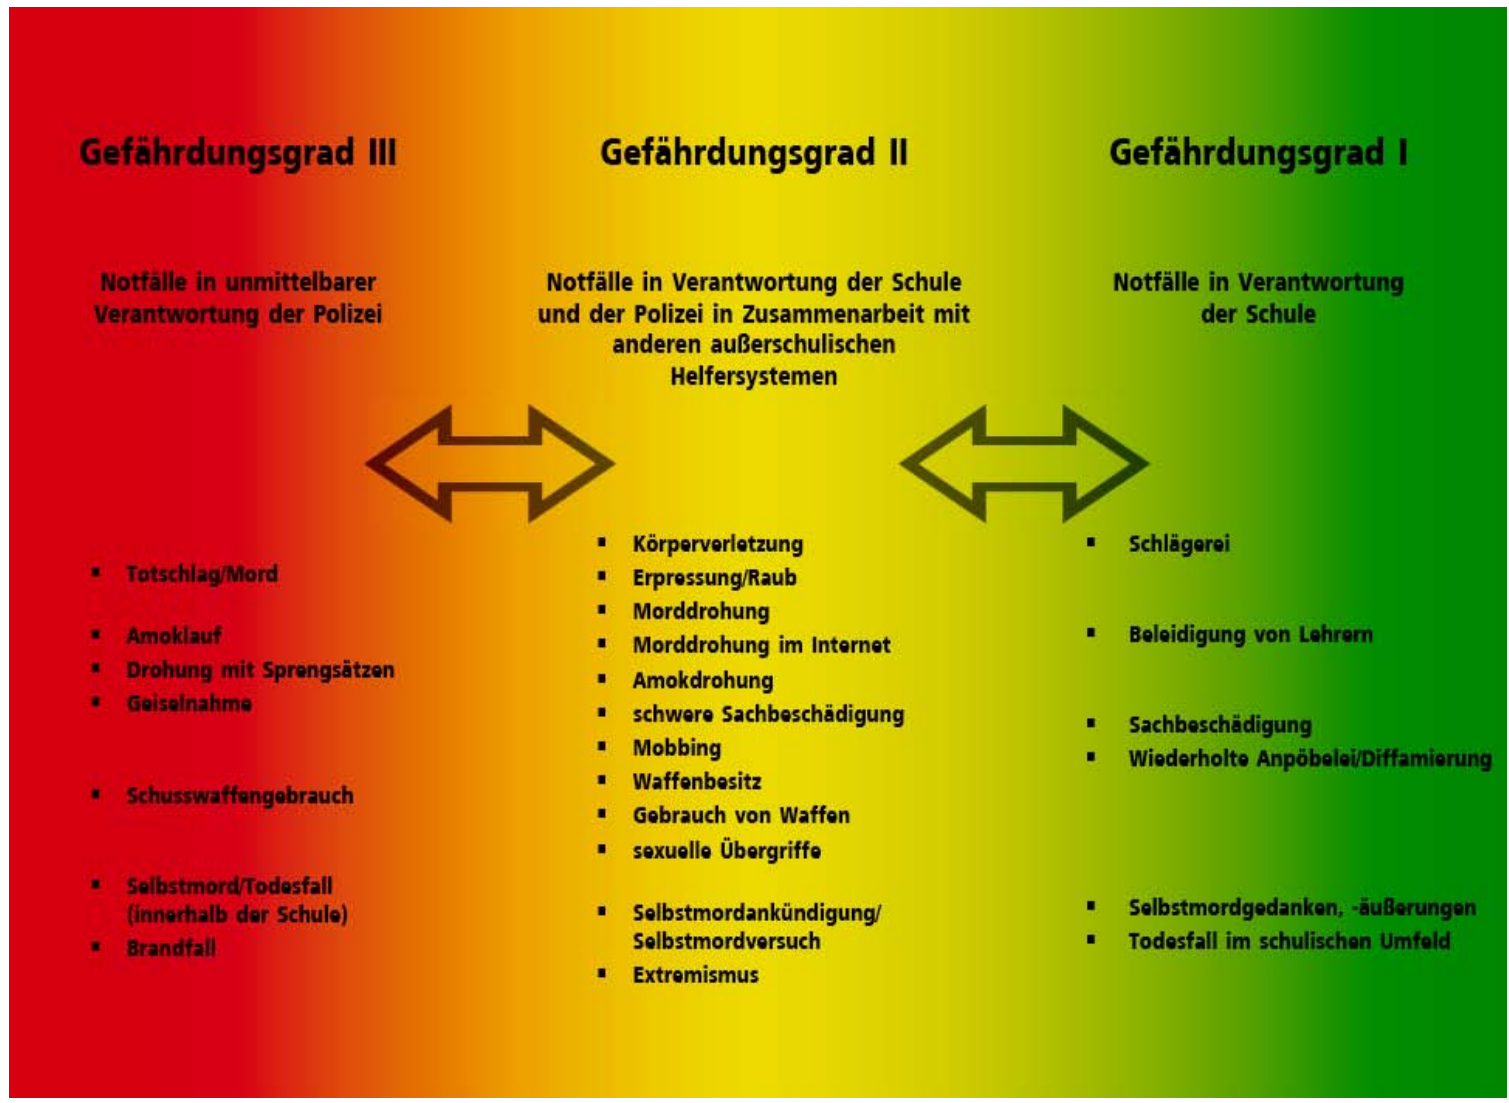 Gefährdungsgrad III
Notfälle in unmittelbarer
Verantwortung der Polizei
▪ Totschlag/Mord
▪ Amoklauf
▪ Drohung mit Sprengsätzen
▪ Geiselnahme
▪ Schusswaffengebrauch
▪ Selbstmord/Todesfall
(innerhalb der Schule)
▪ Brandfall
Gefährdungsgrad II
Notfälle in Verantwortung der Schule
und der Polizei in Zusammenarbeit mit
anderen außerschulischen
Helfersystemen
▪ Körperverletzung
▪ Erpressung/Raub
▪ Morddrohung
▪ Morddrohung im Internet
▪ Amokdrohung
▪ schwere Sachbeschädigung
▪ Mobbing
▪ Waffenbesitz
▪ Gebrauch von Waffen
▪ sexuelle Übergriffe
▪ Selbstmordankündigung/
Selbstmordversuch
▪ Extremismus
Gefährdungsgrad I
Notfälle in Verantwortung
der Schule
▪ Schlägerei
▪ Beleidigung von Lehrern
▪ Sachbeschädigung
▪ Wiederholte Anpöbelei/Diffamierung
▪ Selbstmordgedanken, -äußerungen
▪ Todesfall im schulischen Umfeld